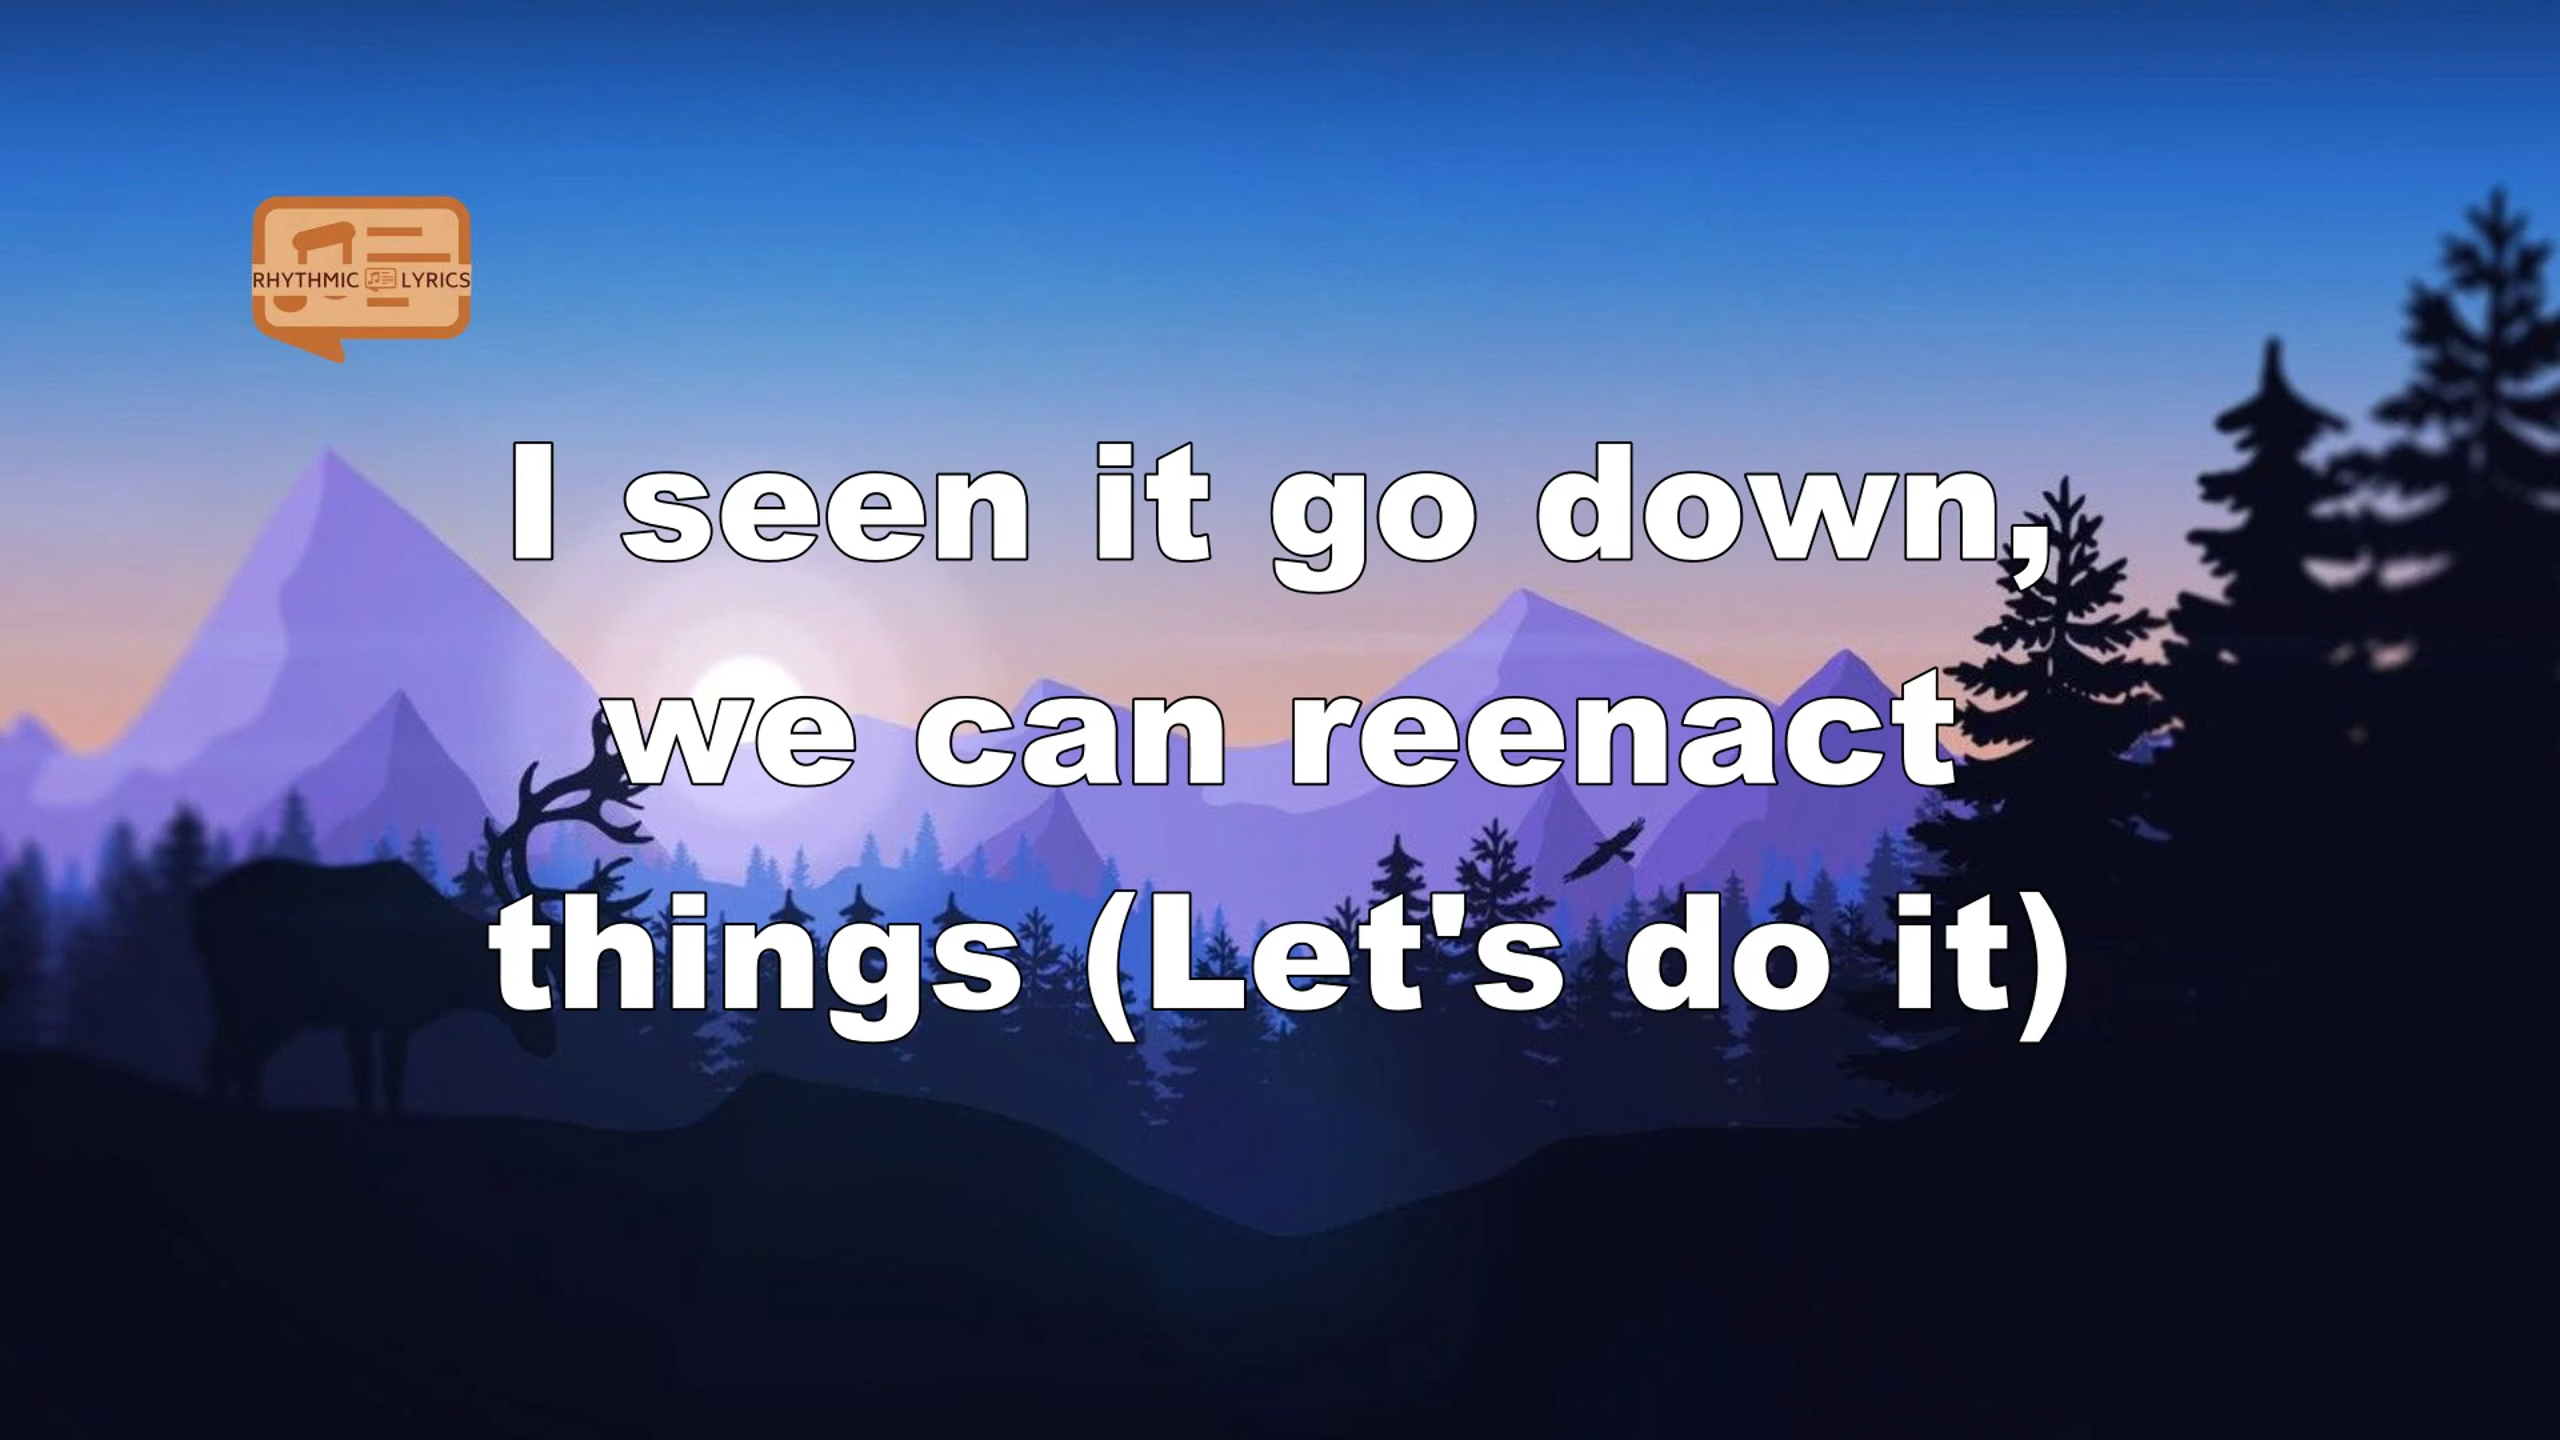 RHYTHMIC LYRICS
I seen it go down,
we can reenact
things (Let's do it)